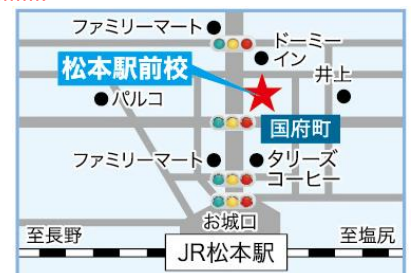 ファミリーマート
ドーミー
イン
松本駅前校
井上
パルコ
国府町
ファミリーマート
タリーズ
コーヒー
お城口
至長野
至塩尻
JR松本駅